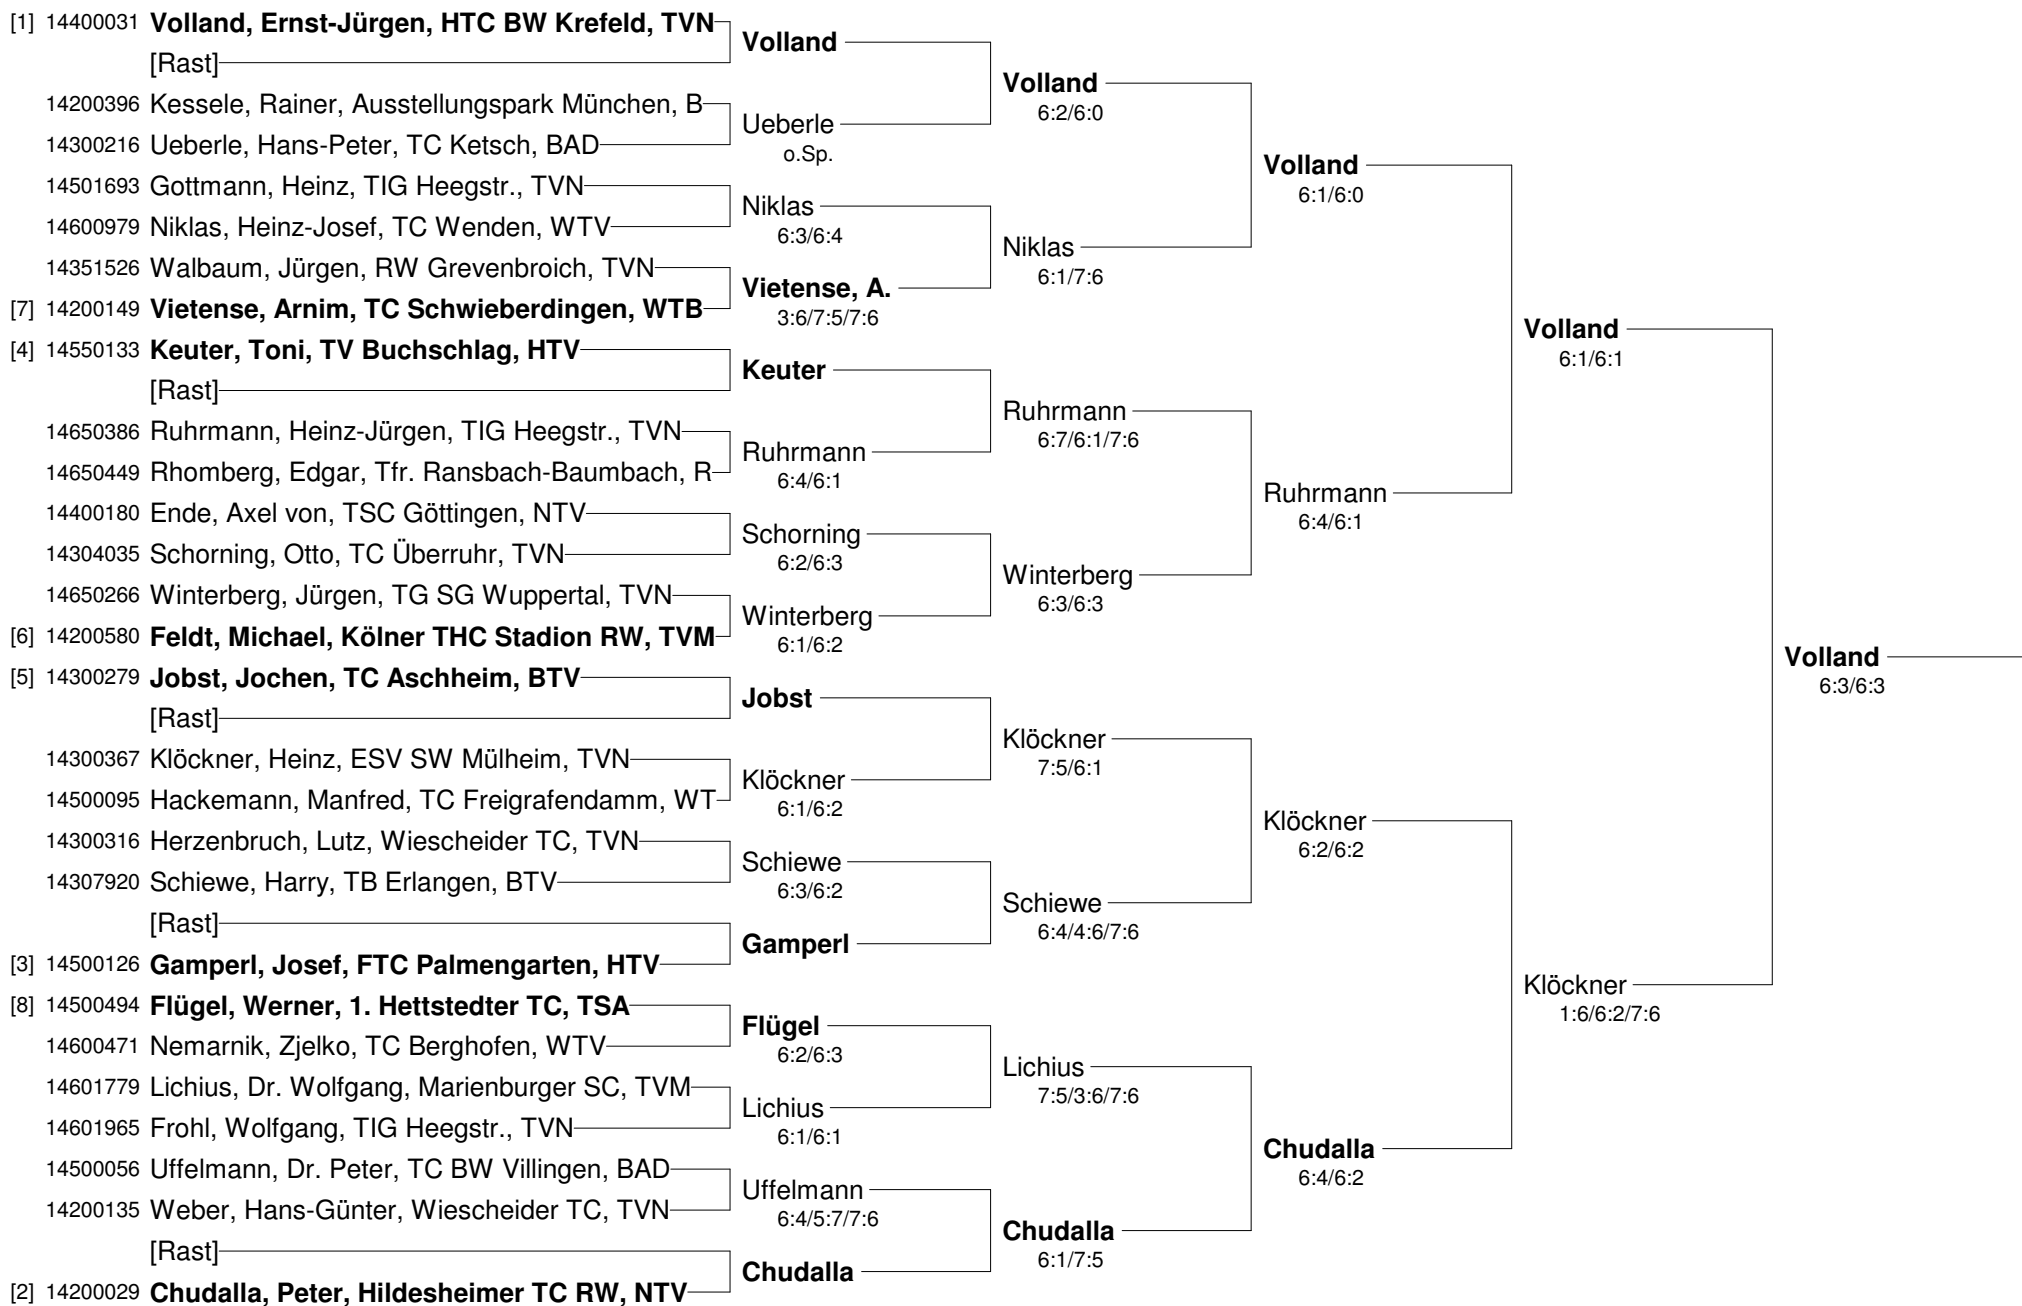 [1] 14400031 Volland, Ernst-Jürgen, HTC BW Krefeld, TVN
[Rast]
14200396 Kessele, Rainer, Ausstellungspark München, B
14300216 Ueberle, Hans-Peter, TC Ketsch, BAD
14501693 Gottmann, Heinz, TIG Heegstr., TVN
14600979 Niklas, Heinz-Josef, TC Wenden, WTV
14351526 Walbaum, Jürgen, RW Grevenbroich, TVN
[7] 14200149 Vietense, Arnim, TC Schwieberdingen, WTB
[4] 14550133 Keuter, Toni, TV Buchschlag, HTV
[Rast]
14650386 Ruhrmann, Heinz-Jürgen, TIG Heegstr., TVN
14650449 Rhomberg, Edgar, Tfr. Ransbach-Baumbach, R
14400180 Ende, Axel von, TSC Göttingen, NTV
14304035 Schorning, Otto, TC Überruhr, TVN
14650266 Winterberg, Jürgen, TG SG Wuppertal, TVN
[6] 14200580 Feldt, Michael, Kölner THC Stadion RW, TVM
[5] 14300279 Jobst, Jochen, TC Aschheim, BTV
[Rast]
14300367 Klöckner, Heinz, ESV SW Mülheim, TVN
14500095 Hackemann, Manfred, TC Freigrafendamm, WT
14300316 Herzenbruch, Lutz, Wiescheider TC, TVN
14307920 Schiewe, Harry, TB Erlangen, BTV
[Rast]
[3] 14500126 Gamperl, Josef, FTC Palmengarten, HTV
[8] 14500494 Flügel, Werner, 1. Hettstedter TC, TSA
14600471 Nemarnik, Zjelko, TC Berghofen, WTV
14601779 Lichius, Dr. Wolfgang, Marienburger SC, TVM
14601965 Frohl, Wolfgang, TIG Heegstr., TVN
14500056 Uffelmann, Dr. Peter, TC BW Villingen, BAD
14200135 Weber, Hans-Günter, Wiescheider TC, TVN
[Rast]
[2] 14200029 Chudalla, Peter, Hildesheimer TC RW, NTV
Volland
Ueberle
o.Sp.
Niklas
6:3/6:4
Vietense, A.
3:6/7:5/7:6
Keuter
Ruhrmann
6:4/6:1
Schorning
6:2/6:3
Winterberg
6:1/6:2
Jobst
Klöckner
6:1/6:2
Schiewe
6:3/6:2
Gamperl
Flügel
6:2/6:3
Lichius
6:1/6:1
Uffelmann
6:4/5:7/7:6
Chudalla
Volland
6:2/6:0
Niklas
6:1/7:6
Ruhrmann
6:7/6:1/7:6
Winterberg
6:3/6:3
Klöckner
7:5/6:1
Schiewe
6:4/4:6/7:6
Lichius
7:5/3:6/7:6
Chudalla
6:1/7:5
Volland
6:1/6:0
Ruhrmann
6:4/6:1
Klöckner
6:2/6:2
Chudalla
6:4/6:2
Volland
6:1/6:1
Klöckner
1:6/6:2/7:6
Volland
6:3/6:3